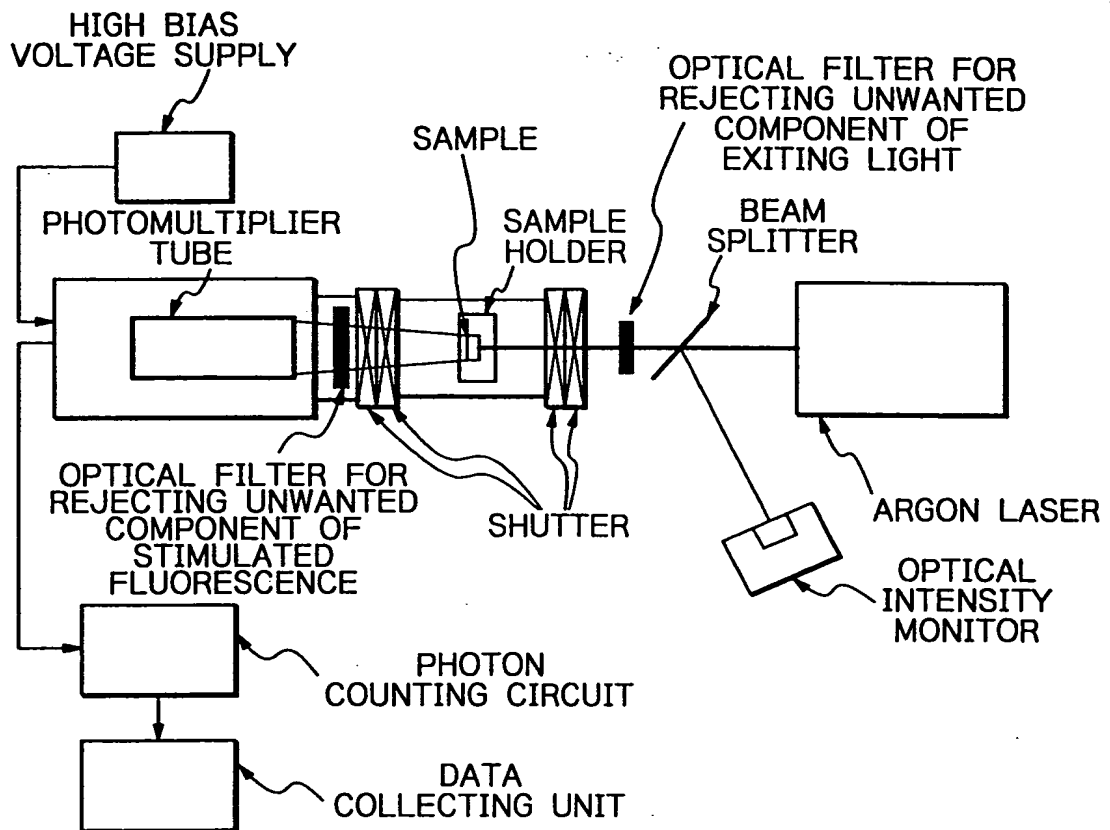 HIGH BIAS
VOLTAGE SUPPLY
OPTICAL FILTER FOR
REJECTING UNWANTED
COMPONENT OF
EXITING LIGHT
SAMPLE
PHOTOMULTIPLIER
TUBE
SAMPLE
HOLDER
BEAM
SPLITTER
OPTICAL FILTER FOR
REJECTING UNWANTED
COMPONENT OF
STIMULATED
FLUORESCENCE
SHUTTER
ARGON LASER
OPTICAL
INTENSITY
MONITOR
PHOTON
COUNTING CIRCUIT
DATA
COLLECTING UNIT